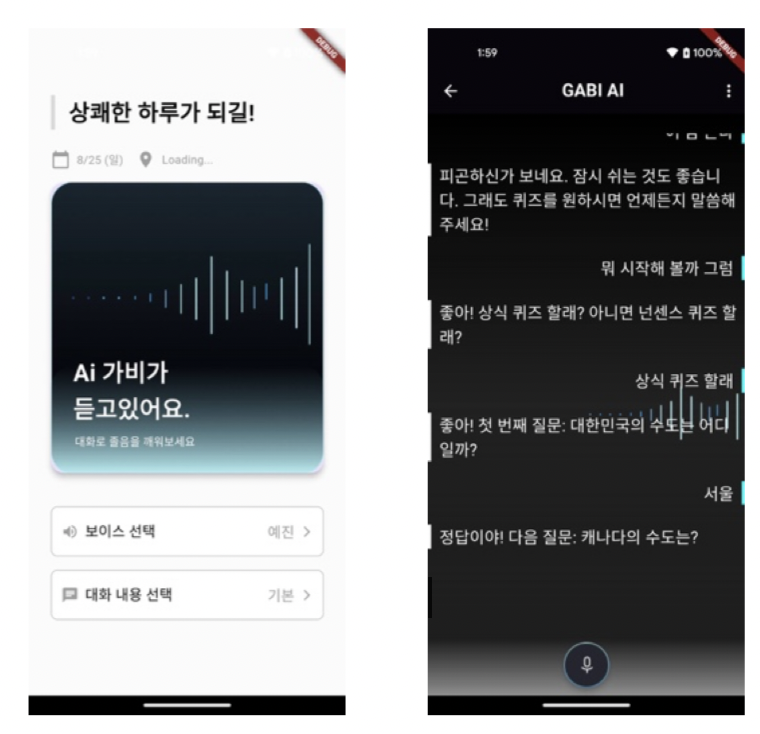 DEBUG
상쾌한 하루가 되길!
8/25 (일) Loading...
Ai 가비가
듣고있어요.
대화로 졸음을 깨워보세요
보이스 선택 예진 >
대화 내용 선택 기본 >
1:59 100%
DEBUG
GABI AI
피곤하신가 보네요. 잠시 쉬는 것도 좋습니
다. 그래도 퀴즈를 원하시면 언제든지 말씀해
주세요!
뭐 시작해 볼까 그럼
좋아! 상식 퀴즈 할래? 아니면 넌센스 퀴즈 할
래?
상식 퀴즈 할래
좋아! 첫 번째 질문: 대한민국의 수도는 어디
일까?
서울
정답이야! 다음 질문: 캐나다의 수도는?